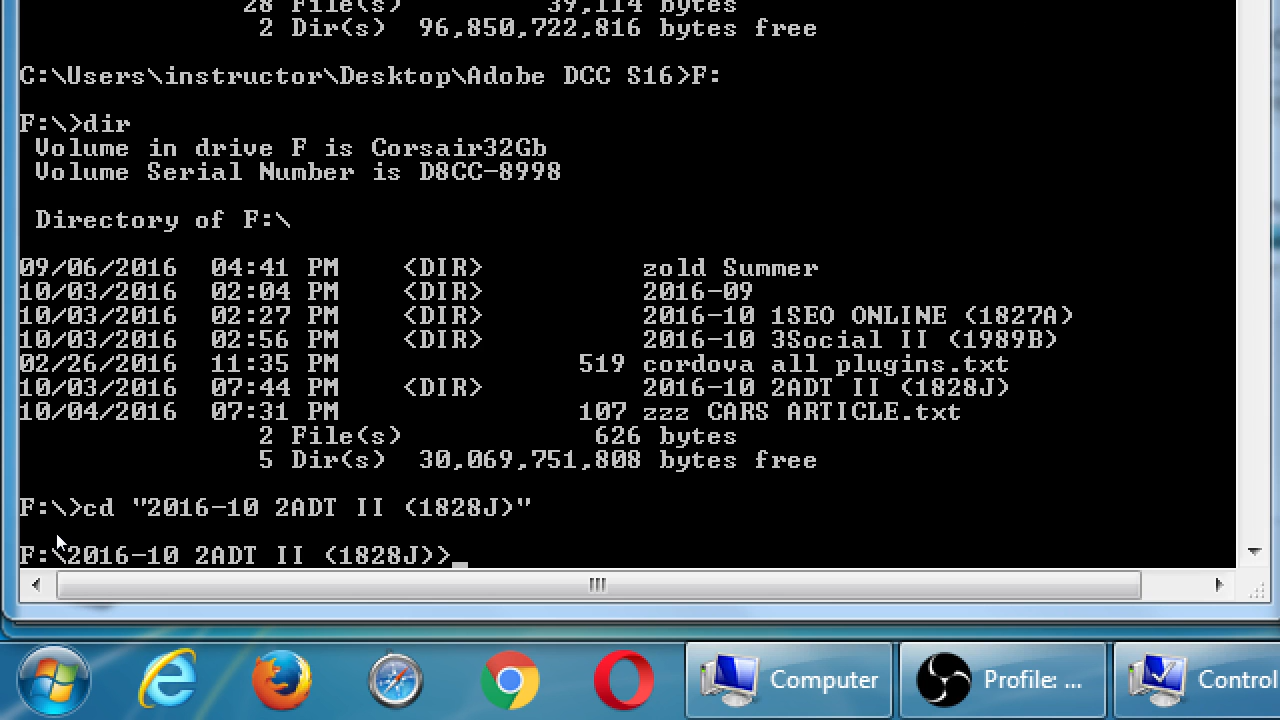 28 File(s) 39,114 bytes
2 Dir(s) 96,850,722,816 bytes free
C:\Users\instructor\Desktop\Adobe DCC S16>F:
F:\>dir
Volume in drive F is Corsair32Gb
Volume Serial Number is D8CC-8998
Directory of F:\
09/06/2016 04:41 PM <DIR> zold Summer
10/03/2016 02:04 PM <DIR> 2016-09
10/03/2016 02:27 PM <DIR> 2016-10 1SEO ONLINE (1827A)
10/03/2016 02:56 PM <DIR> 2016-10 3Social II (1989B)
02/26/2016 11:35 PM 519 cordova all plugins.txt
10/03/2016 07:44 PM <DIR> 2016-10 2ADT II (1828J)
10/04/2016 07:31 PM 107 zzz CARS ARTICLE.txt
2 File(s) 626 bytes
5 Dir(s) 30,069,751,808 bytes free
F:\>cd "2016-10 2ADT II (1828J)"
F:\2016-10 2ADT II (1828J)>_
Computer
Profile: ...
Control